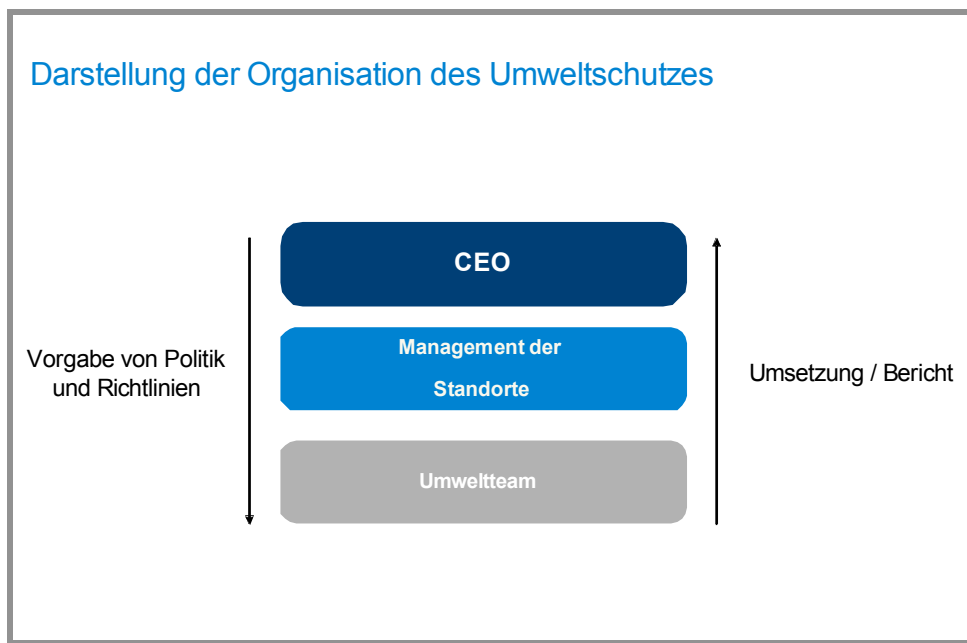 Darstellung der Organisation des Umweltschutzes
CEO
Management der
Standorte
Vorgabe von Politik
und Richtlinien
Umsetzung / Bericht
Umweltteam